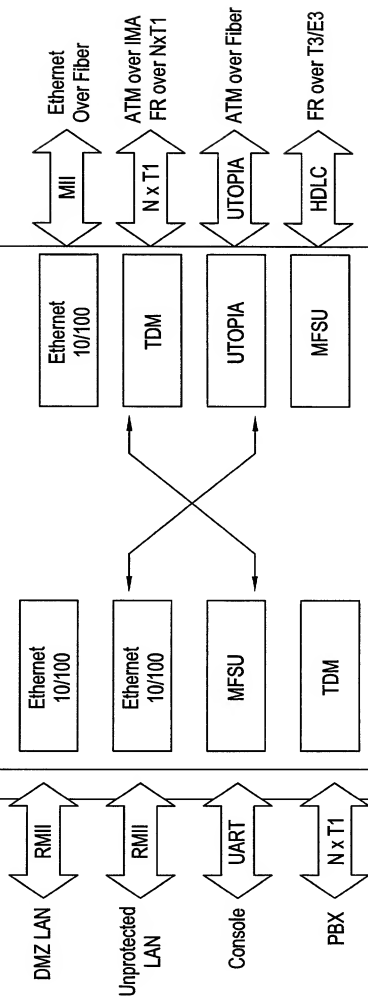 DMZ LAN
RMII
Ethernet
10/100
Ethernet
10/100
MII
Ethernet
Over Fiber
Unprotected
LAN
RMII
Ethernet
10/100
TDM
N x T1
ATM over IMA
FR over NxT1
Console
UART
MFSU
UTOPIA
UTOPIA
ATM over Fiber
PBX
N x T1
TDM
MFSU
HDLC
FR over T3/E3